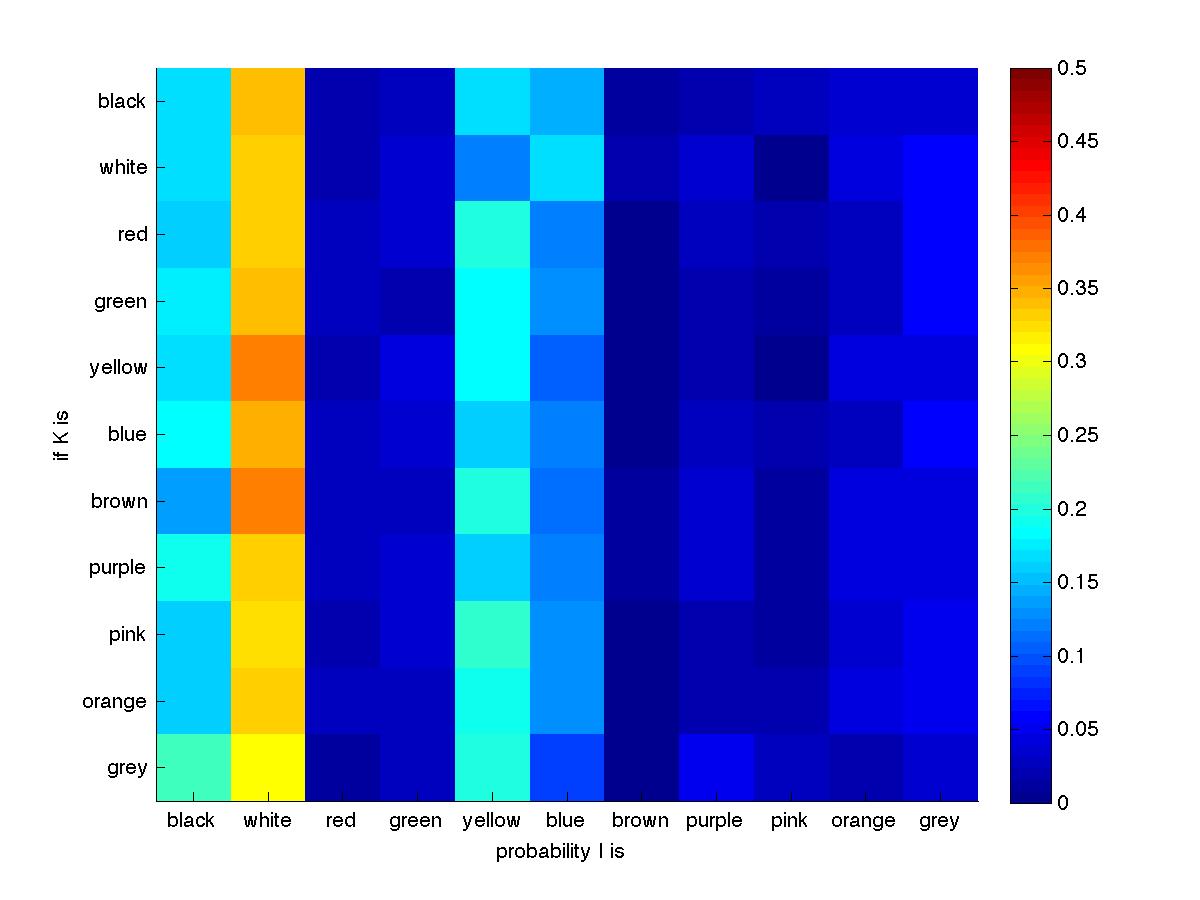 black
white
red
green
yellow
blue
brown
purple
pink
orange
grey
if K is
black white red green yellow blue brown purple pink orange grey
probability I is
0.5
0.45
0.4
0.35
0.3
0.25
0.2
0.15
0.1
0.05
0